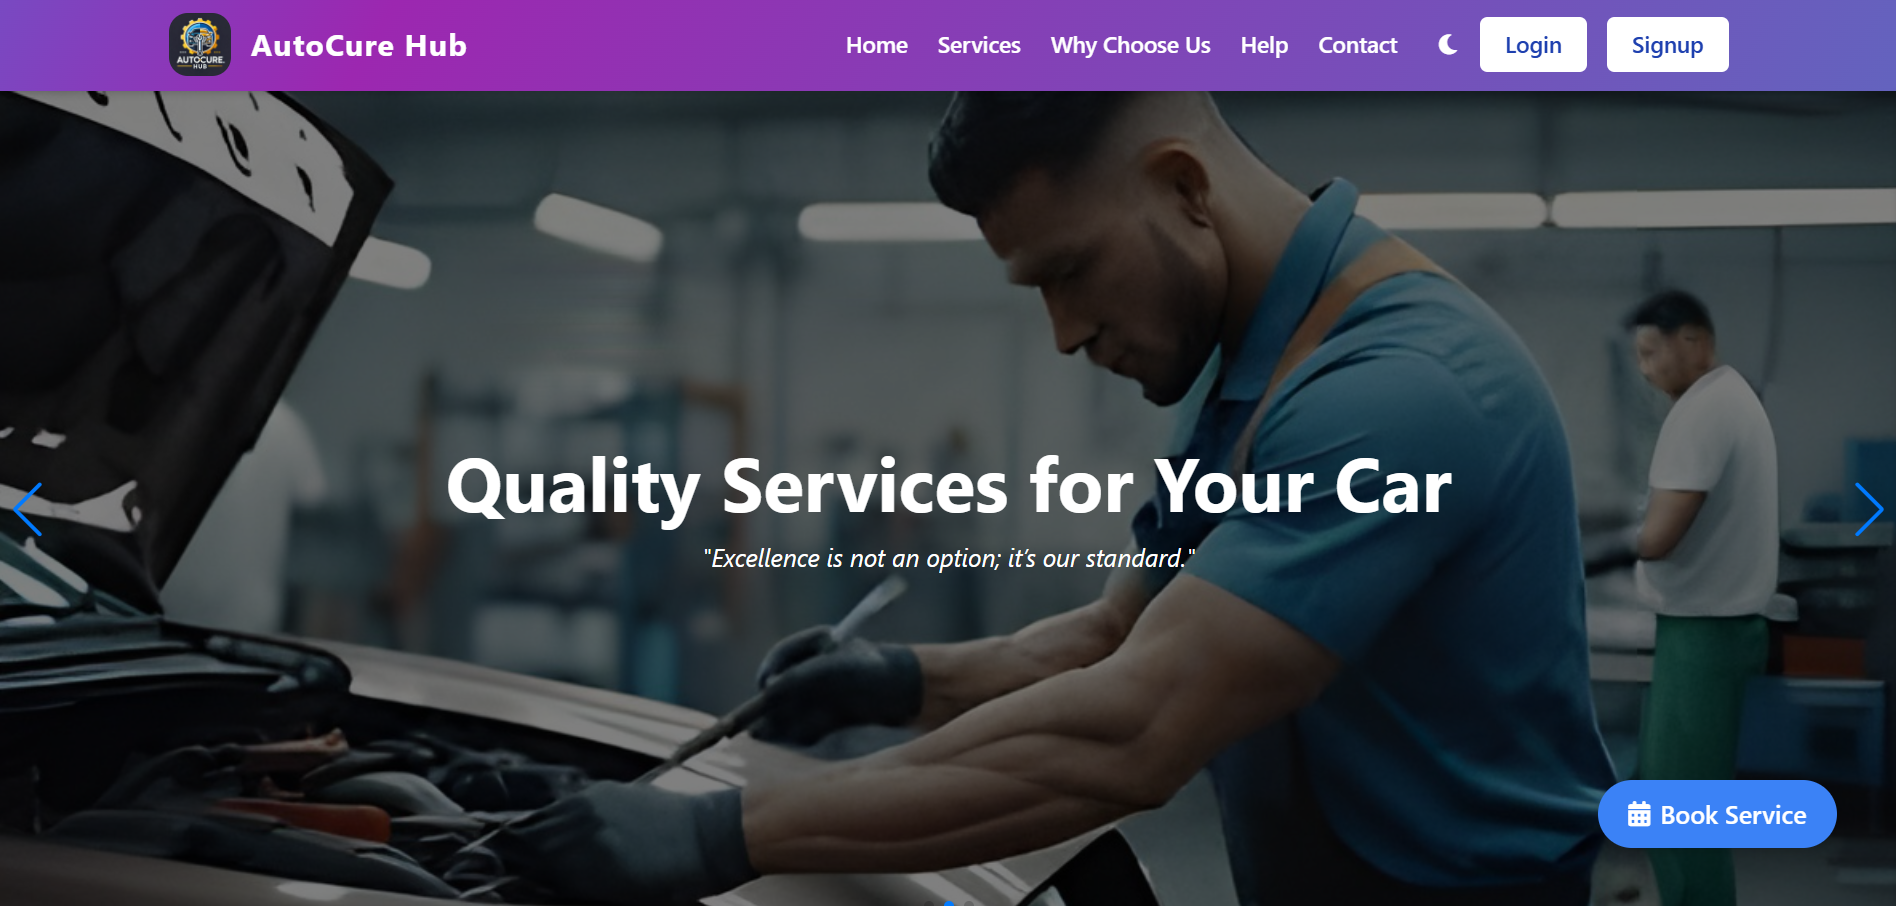 AUTOCURE
HUB
AutoCure Hub
Home
Services
Why Choose Us
Help
Contact
Login
Signup
Quality Services for Your Car
"Excellence is not an option; it’s our standard."
Book Service